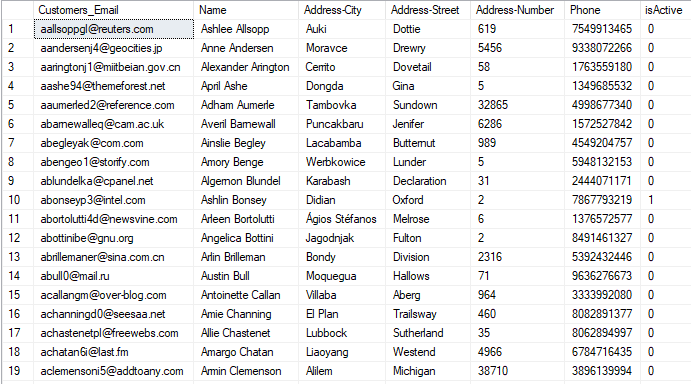 Customers_Email Name Address-City Address-Street Address-Number Phone isActive
1 aallsoppgl@reuters.com Ashlee Allsopp Auki Dottie 619 7549913465 0
2 aandersenj4@geocities.jp Anne Andersen Moravce Drewry 5456 9338072266 0
3 aaringtonj1@miitbeian.gov.cn Alexander Arington Cerrito Dovetail 58 1763559180 0
4 aashe94@themeforest.net April Ashe Dongda Gina 5 1349685532 0
5 aaumerled2@reference.com Adham Aumerle Tambovka Sundown 32865 4998677340 0
6 abarnewalleq@cam.ac.uk Averil Barnewall Puncakbaru Jenifer 6286 1572527842 0
7 abegleyak@com.com Ainslie Begley Lacabamba Butternut 989 4549204757 0
8 abengeo1@storify.com Amory Benge Werbkowice Lunder 5 5948132153 0
9 ablundelka@cpanel.net Algernon Blundel Karabash Declaration 31 2444071171 0
10 abonseyp3@intel.com Ashlin Bonsey Didian Oxford 2 7867793219 1
11 abortolutti4d@newsvine.com Arleen Bortolutti Ágios Stéfanos Melrose 6 1376572577 0
12 abottinibe@gnu.org Angelica Bottini Jagodnjak Fulton 2 8491461327 0
13 abrillemaner@sina.com.cn Arlin Brilleman Bondy Division 2316 5392432446 0
14 abull0@mail.ru Austin Bull Moquegua Hallows 71 9636276673 0
15 acallangm@over-blog.com Antoinette Callan Villaba Aberg 964 3333992080 0
16 achanningd0@seesaa.net Amie Channing El Plan Trailsway 460 8082891377 0
17 achastenetpl@freewebs.com Allie Chastenet Lubbock Sutherland 35 8062894997 0
18 achatan6i@last.fm Amargo Chatan Liaoyang Westend 4966 6784716435 0
19 aclemensoni5@addtoany.com Armin Clemenson Alilem Michigan 38710 3896139994 0